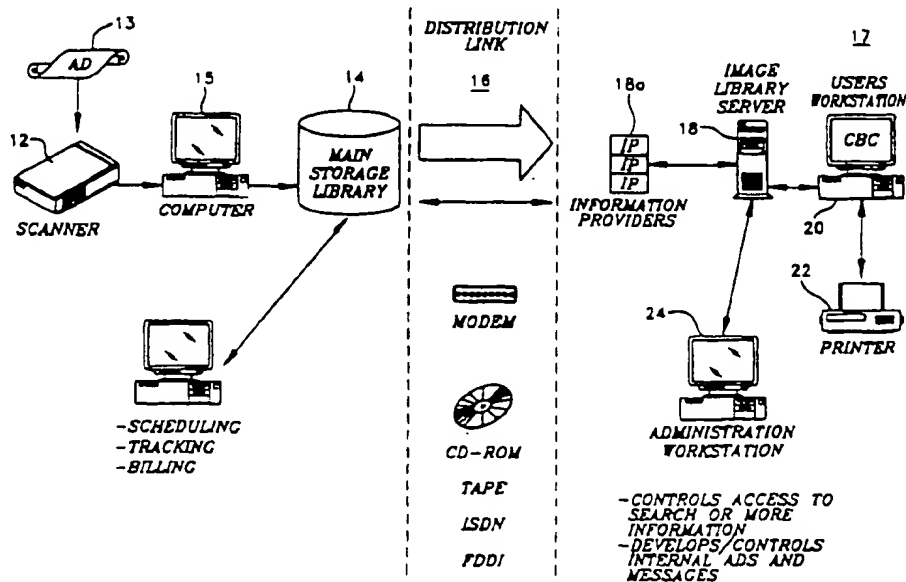 13
AD
12
SCANNER
15
COMPUTER
14
MAIN
STORAGE
LIBRARY
-SCHEDULING
-TRACKING
-BILLING
DISTRIBUTION
LINK
16
MODEM
CD-ROM
TAPE
ISDN
FDDI
17
18a
IP
IP
IP
INFORMATION
PROVIDERS
IMAGE
LIBRARY
SERVER
18
USERS
WORKSTATION
CBC
20
22
PRINTER
24
ADMINISTRATION
WORKSTATION
-CONTROLS ACCESS TO
SEARCH OR MORE
INFORMATION
-DEVELOPS/CONTROLS
INTERNAL ADS AND
MESSAGES